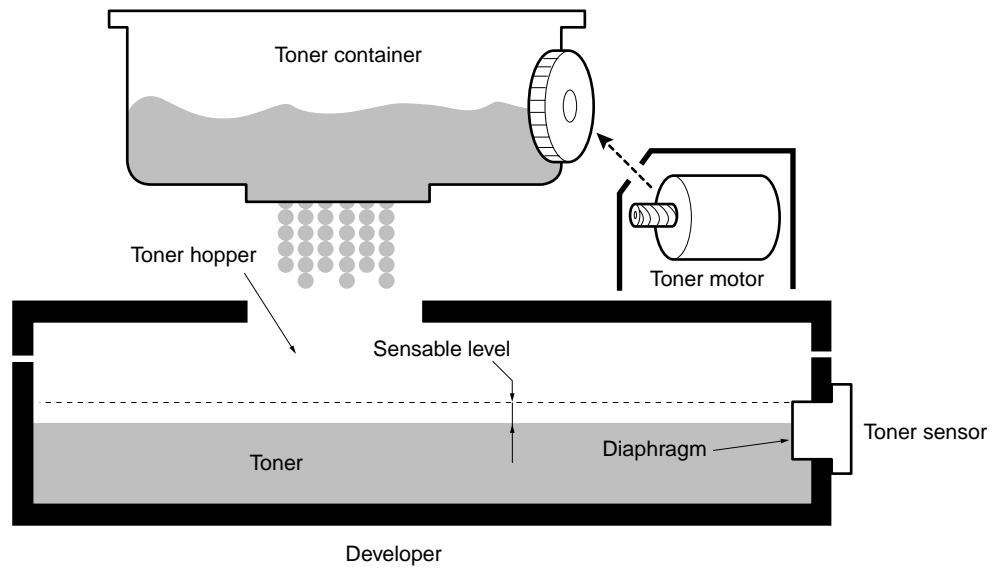 Toner container
Toner hopper
Toner motor
Sensable level
Toner sensor
Diaphragm
Toner
Developer